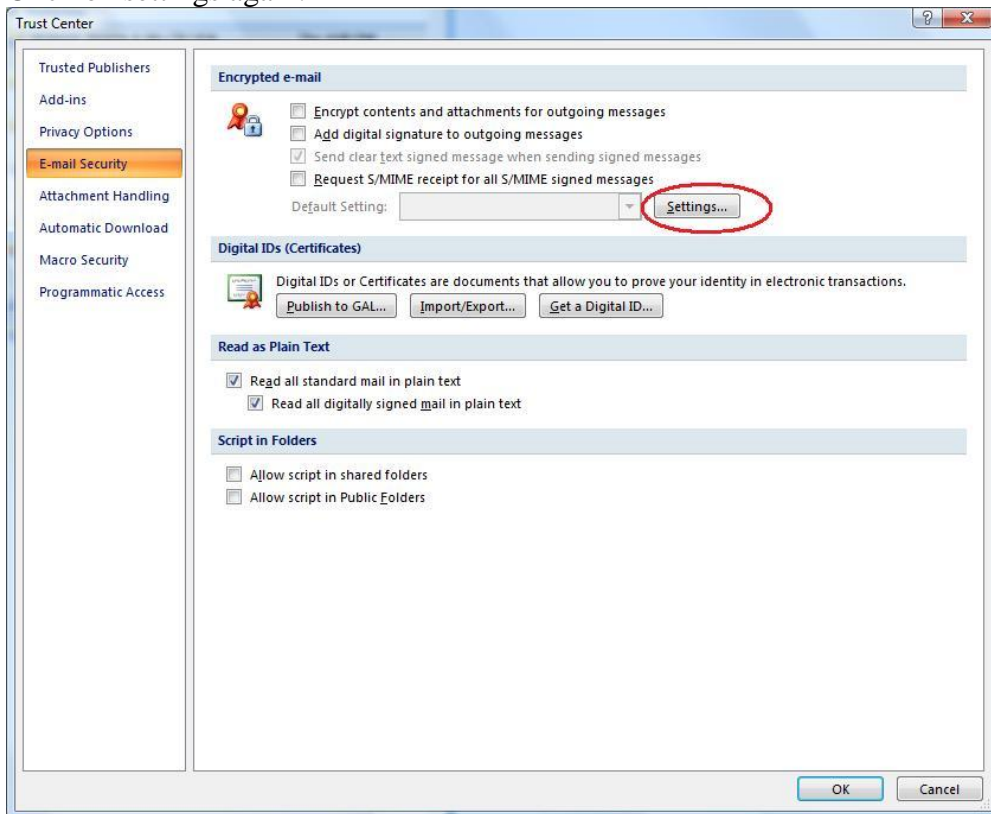 Trust Center
Trusted Publishers
Add-ins
Privacy Options
E-mail Security
Attachment Handling
Automatic Download
Macro Security
Programmatic Access
Encrypted e-mail
Encrypt contents and attachments for outgoing messages
Add digital signature to outgoing messages
Send clear text signed message when sending signed messages
Request S/MIME receipt for all S/MIME signed messages
Default Setting:
Settings...
Digital IDs (Certificates)
Digital IDs or Certificates are documents that allow you to prove your identity in electronic transactions.
Publish to GAL... Import/Export... Get a Digital ID...
Read as Plain Text
Read all standard mail in plain text
Read all digitally signed mail in plain text
Script in Folders
Allow script in shared folders
Allow script in Public Folders
OK Cancel